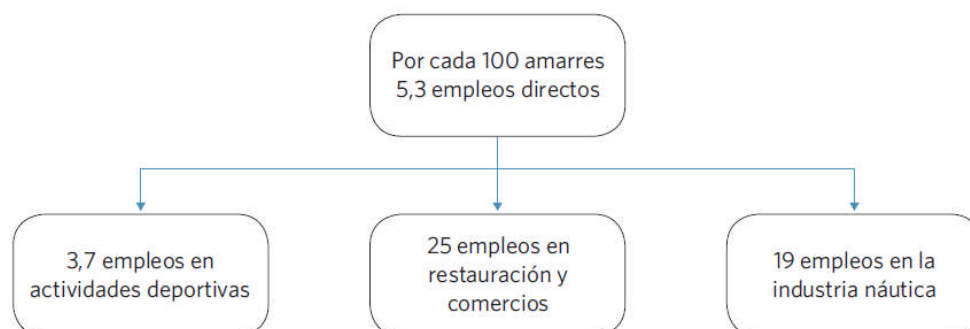 Por cada 100 amarres
5,3 empleos directos
3,7 empleos en
actividades deportivas
25 empleos en
restauración y
comercios
19 empleos en la
industria náutica